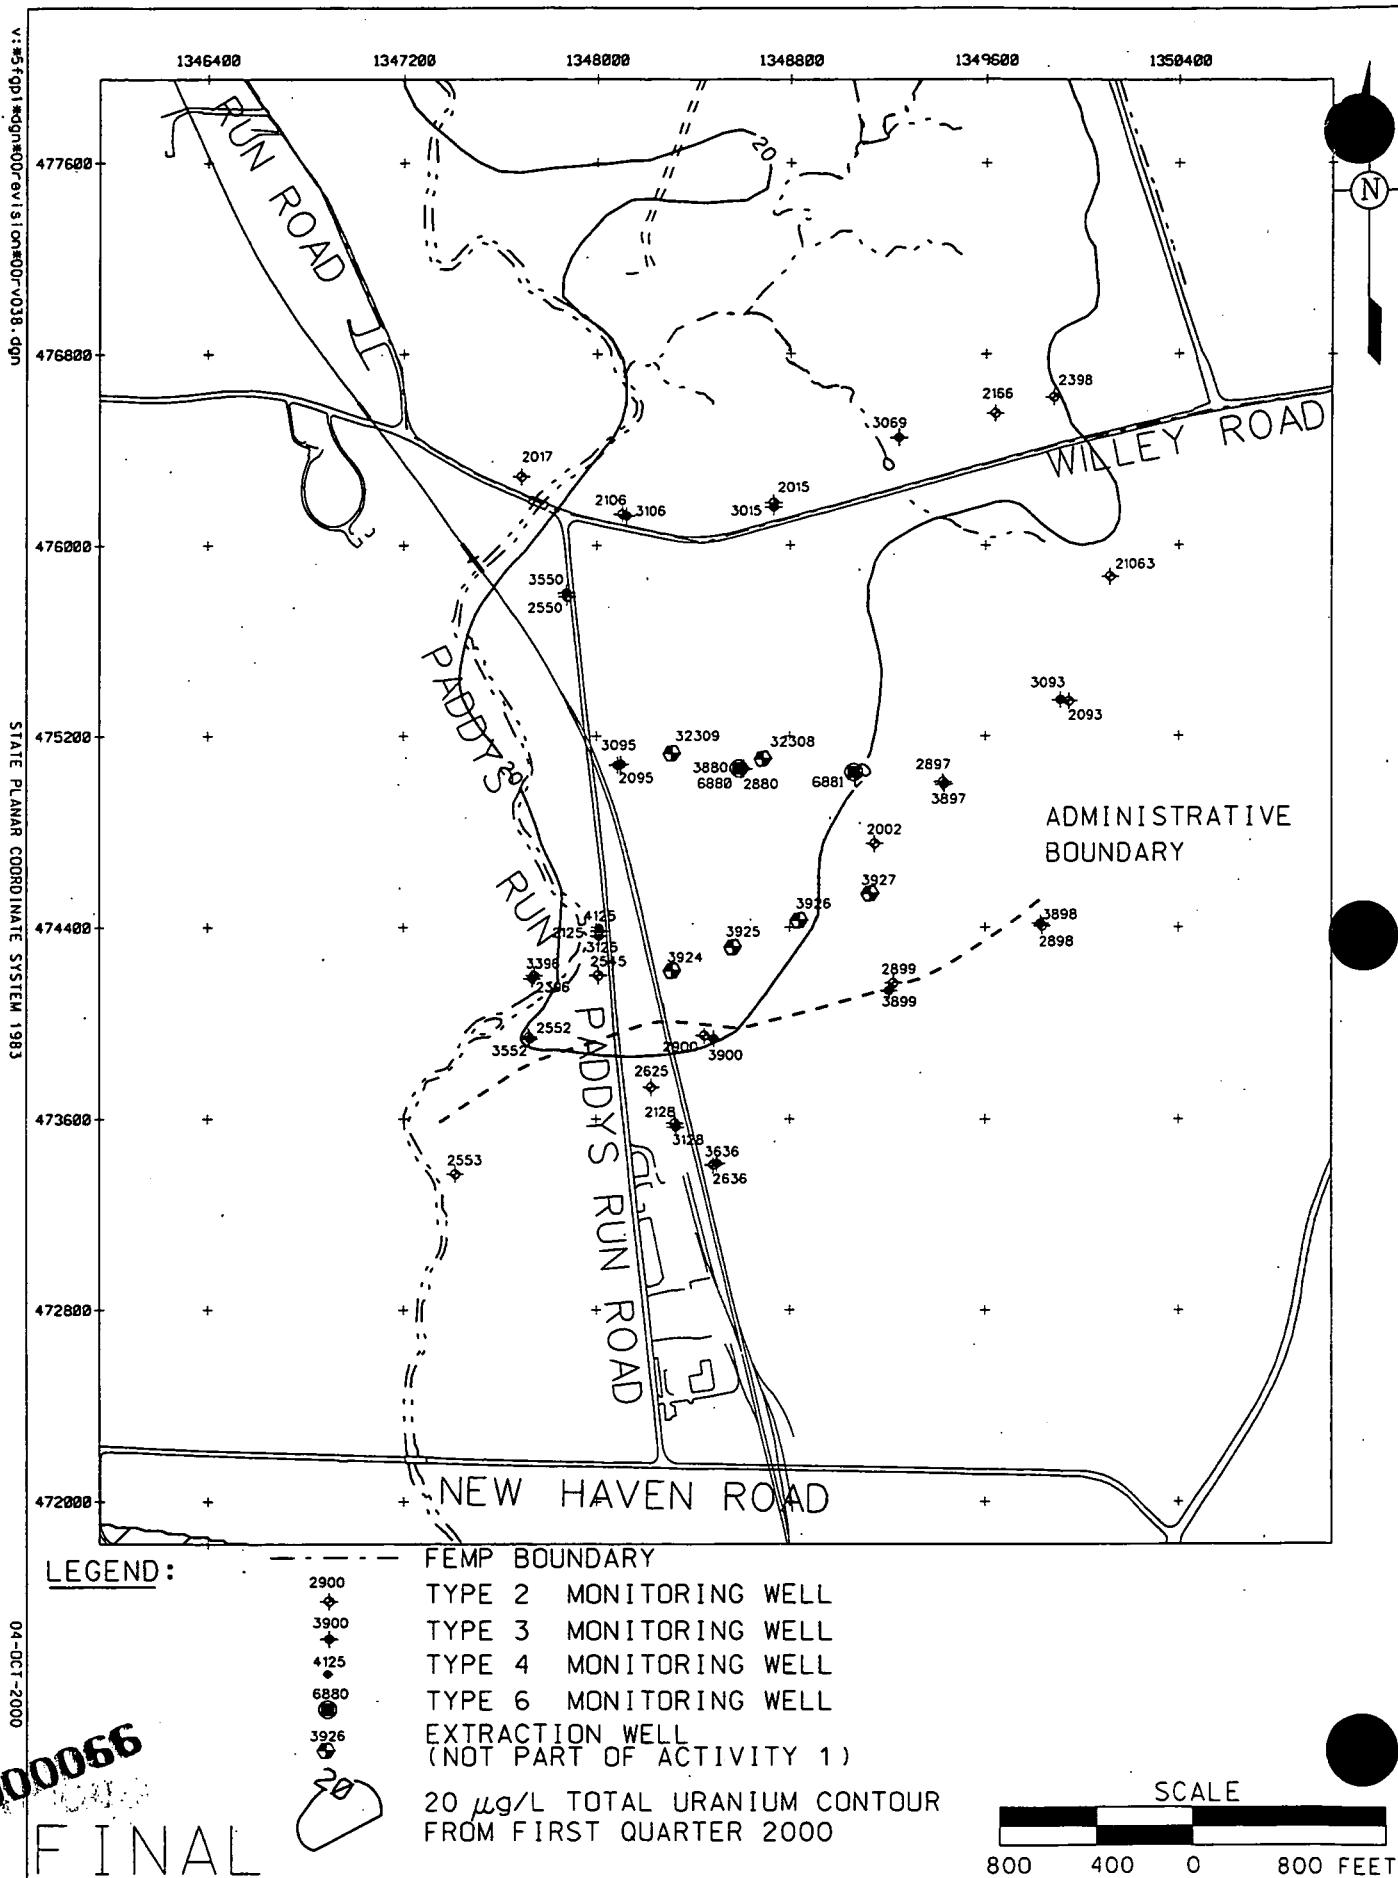 v:#5fgp1#dgn#00revision#00rv038.dgn
STATE PLANAR COORDINATE SYSTEM 1983
04-OCT-2000
1346400 1347200 1348000 1348800 1349600 1350400
477600
476800
476000
475200
474400
473600
472800
472000
N
RUN ROAD
20
2398
2166
3069
WILLEY ROAD
2017
2015
3015
2106
3106
21063
3550
2550
PADDYS RUN
20
3093
2093
3095
2095
32309
32308
3880
6880 2880
6881
2897
3897
2002
ADMINISTRATIVE
BOUNDARY
3927
3926
3925
3924
3898
2898
4125
2125
3125
2545
3396
2396
2899
3899
2552
3552
2900
3900
PADDYS RUN ROAD
2625
2128
3128
3636
2636
2553
NEW HAVEN ROAD
LEGEND:
FEMP BOUNDARY
2900 TYPE 2 MONITORING WELL
3900 TYPE 3 MONITORING WELL
4125 TYPE 4 MONITORING WELL
6880 TYPE 6 MONITORING WELL
3926 EXTRACTION WELL
(NOT PART OF ACTIVITY 1)
20
20 µg/L TOTAL URANIUM CONTOUR
FROM FIRST QUARTER 2000
SCALE
800 400 0 800 FEET
000066
FINAL